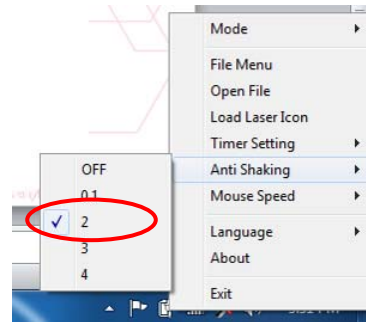 Mode
File Menu
Open File
Load Laser Icon
Timer Setting
Anti Shaking
Mouse Speed
Language
About
Exit
OFF
0.1
2
3
4